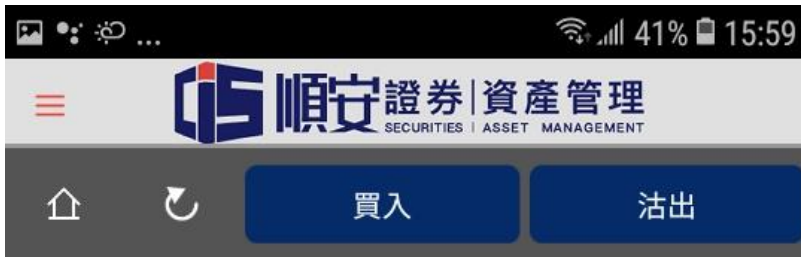 ... 41% 15:59
CIS 順安證券|資產管理
SECURITIES | ASSET MANAGEMENT
買入 沽出